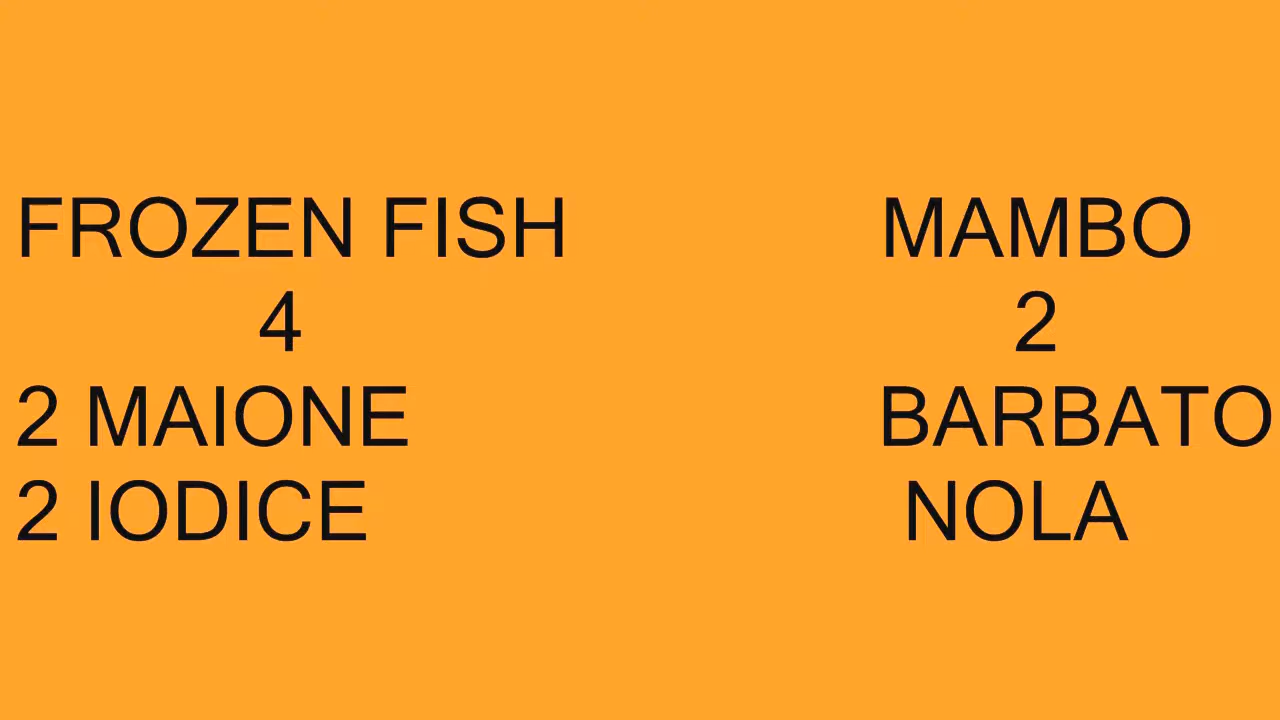 FROZEN FISH MAMBO
4 2
2 MAIONE BARBATO
2 IODICE NOLA